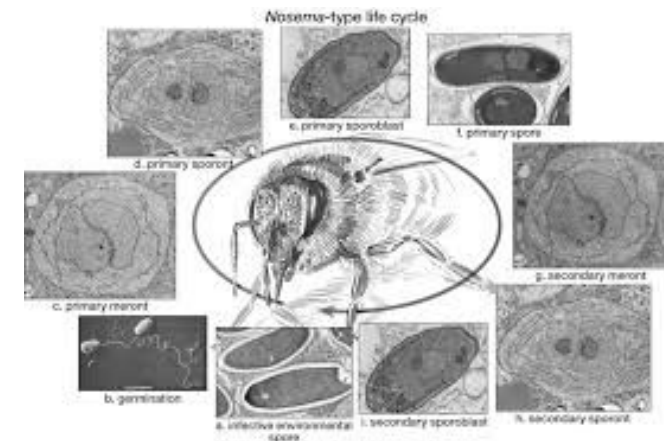 Nosema-type life cycle
e. primary sporoblast
f. primary spore
d. primary sporont
c. primary meront
g. secondary meront
b. germination
a. infective environmental
spore
i. secondary sporoblast
h. secondary sporont